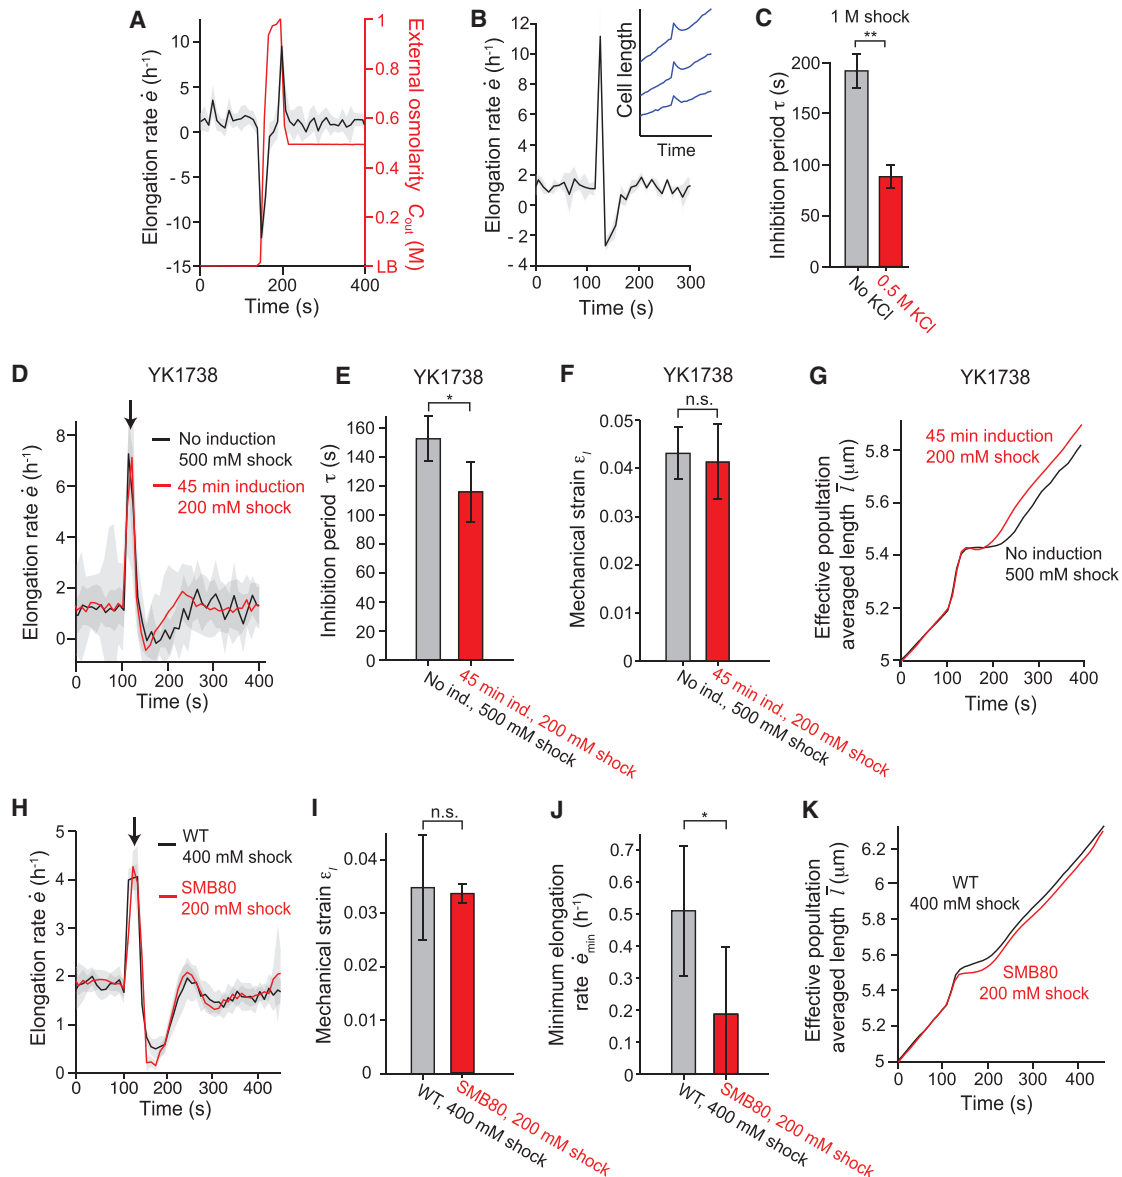 A
Elongation rate ė (h⁻¹)
10
5
0
-5
-10
-15
0
200
400
Time (s)
1
0.8
0.6
0.4
0.2
LB
External osmolarity C_out (M)
B
Elongation rate ė (h⁻¹)
12
10
8
6
4
2
0
- 2
- 4
0
100
200
300
Time (s)
Cell length
Time
C
1 M shock
**
Inhibition period τ (s)
200
150
100
50
0
No KCl
0.5 M KCl
D
YK1738
Elongation rate ė (h⁻¹)
8
6
4
2
0
0
100
200
300
400
Time (s)
No induction
500 mM shock
45 min induction
200 mM shock
E
YK1738
*
Inhibition period τ (s)
160
140
120
100
80
60
40
20
0
No ind., 500 mM shock
45 min ind., 200 mM shock
F
YK1738
n.s.
Mechanical strain ε_l
0.05
0.04
0.03
0.02
0.01
0
No ind., 500 mM shock
45 min ind., 200 mM shock
G
YK1738
Effective popultation
averaged length l̅ (μm)
5.8
5.6
5.4
5.2
5
0
100
200
300
400
Time (s)
45 min induction
200 mM shock
No induction
500 mM shock
H
Elongation rate ė (h⁻¹)
5
4
3
2
1
0
0
100
200
300
400
Time (s)
WT
400 mM shock
SMB80
200 mM shock
I
n.s.
Mechanical strain ε_l
0.04
0.03
0.02
0.01
0
WT, 400 mM shock
SMB80, 200 mM shock
J
*
Minimum elongation
rate ė_min (h⁻¹)
0.7
0.6
0.5
0.4
0.3
0.2
0.1
0
WT, 400 mM shock
SMB80, 200 mM shock
K
Effective popultation
averaged length l̅ (μm)
6.2
6
5.8
5.6
5.4
5.2
5
0
100
200
300
400
Time (s)
WT
400 mM shock
SMB80
200 mM shock